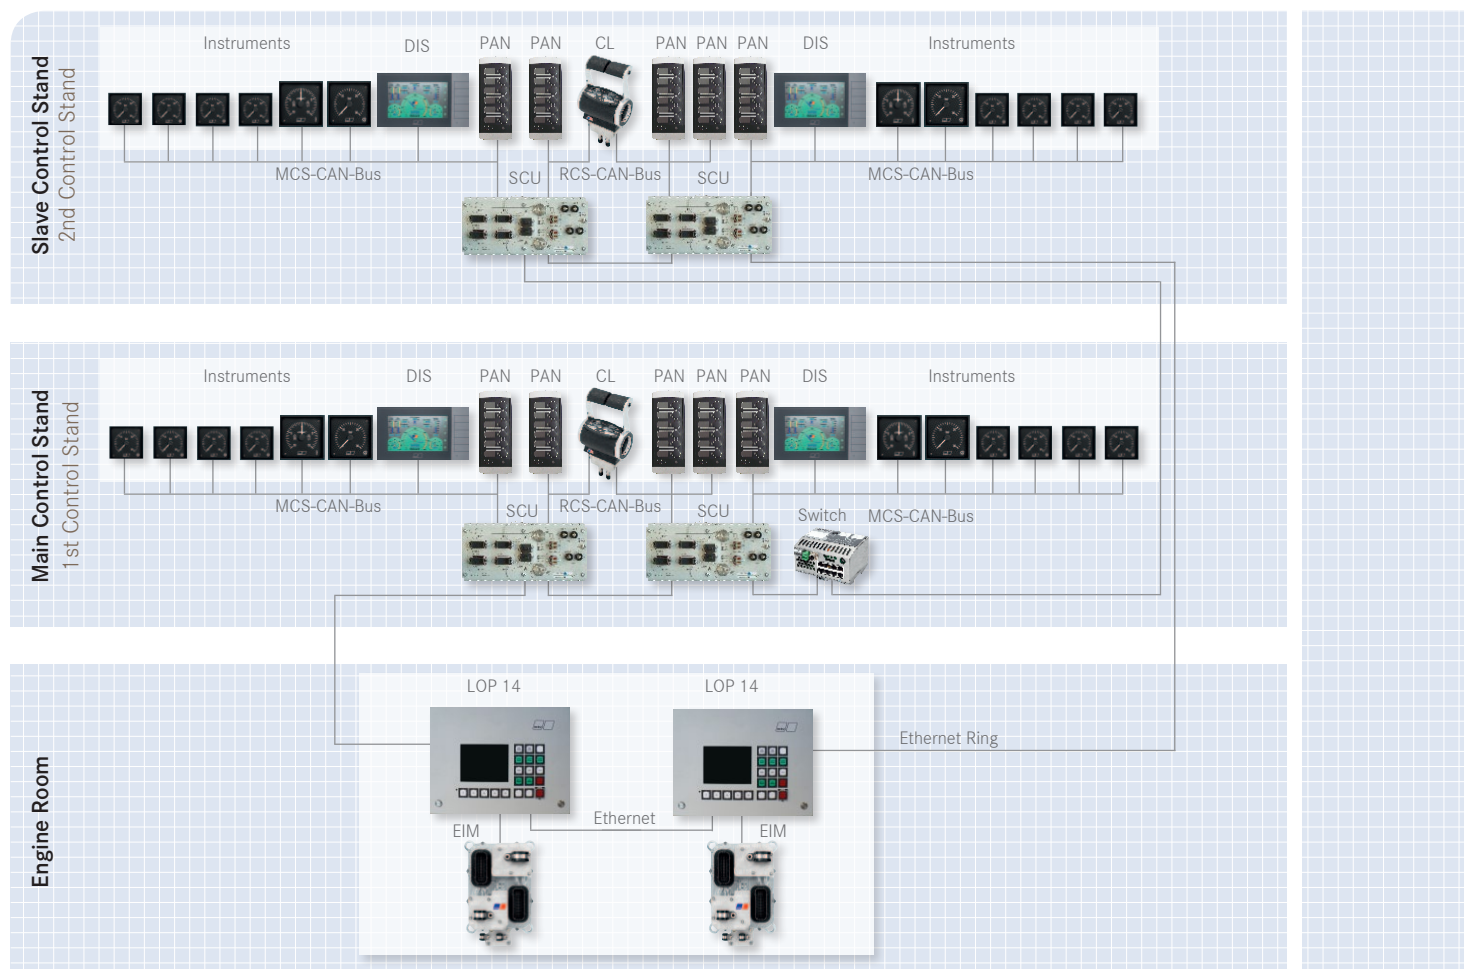 Slave Control Stand
2nd Control Stand
Instruments
DIS
PAN
PAN
CL
PAN
PAN
PAN
DIS
Instruments
MCS-CAN-Bus
SCU
RCS-CAN-Bus
SCU
MCS-CAN-Bus
Main Control Stand
1st Control Stand
Instruments
DIS
PAN
PAN
CL
PAN
PAN
PAN
DIS
Instruments
MCS-CAN-Bus
SCU
RCS-CAN-Bus
SCU
Switch
MCS-CAN-Bus
Engine Room
LOP 14
LOP 14
Ethernet Ring
Ethernet
EIM
EIM